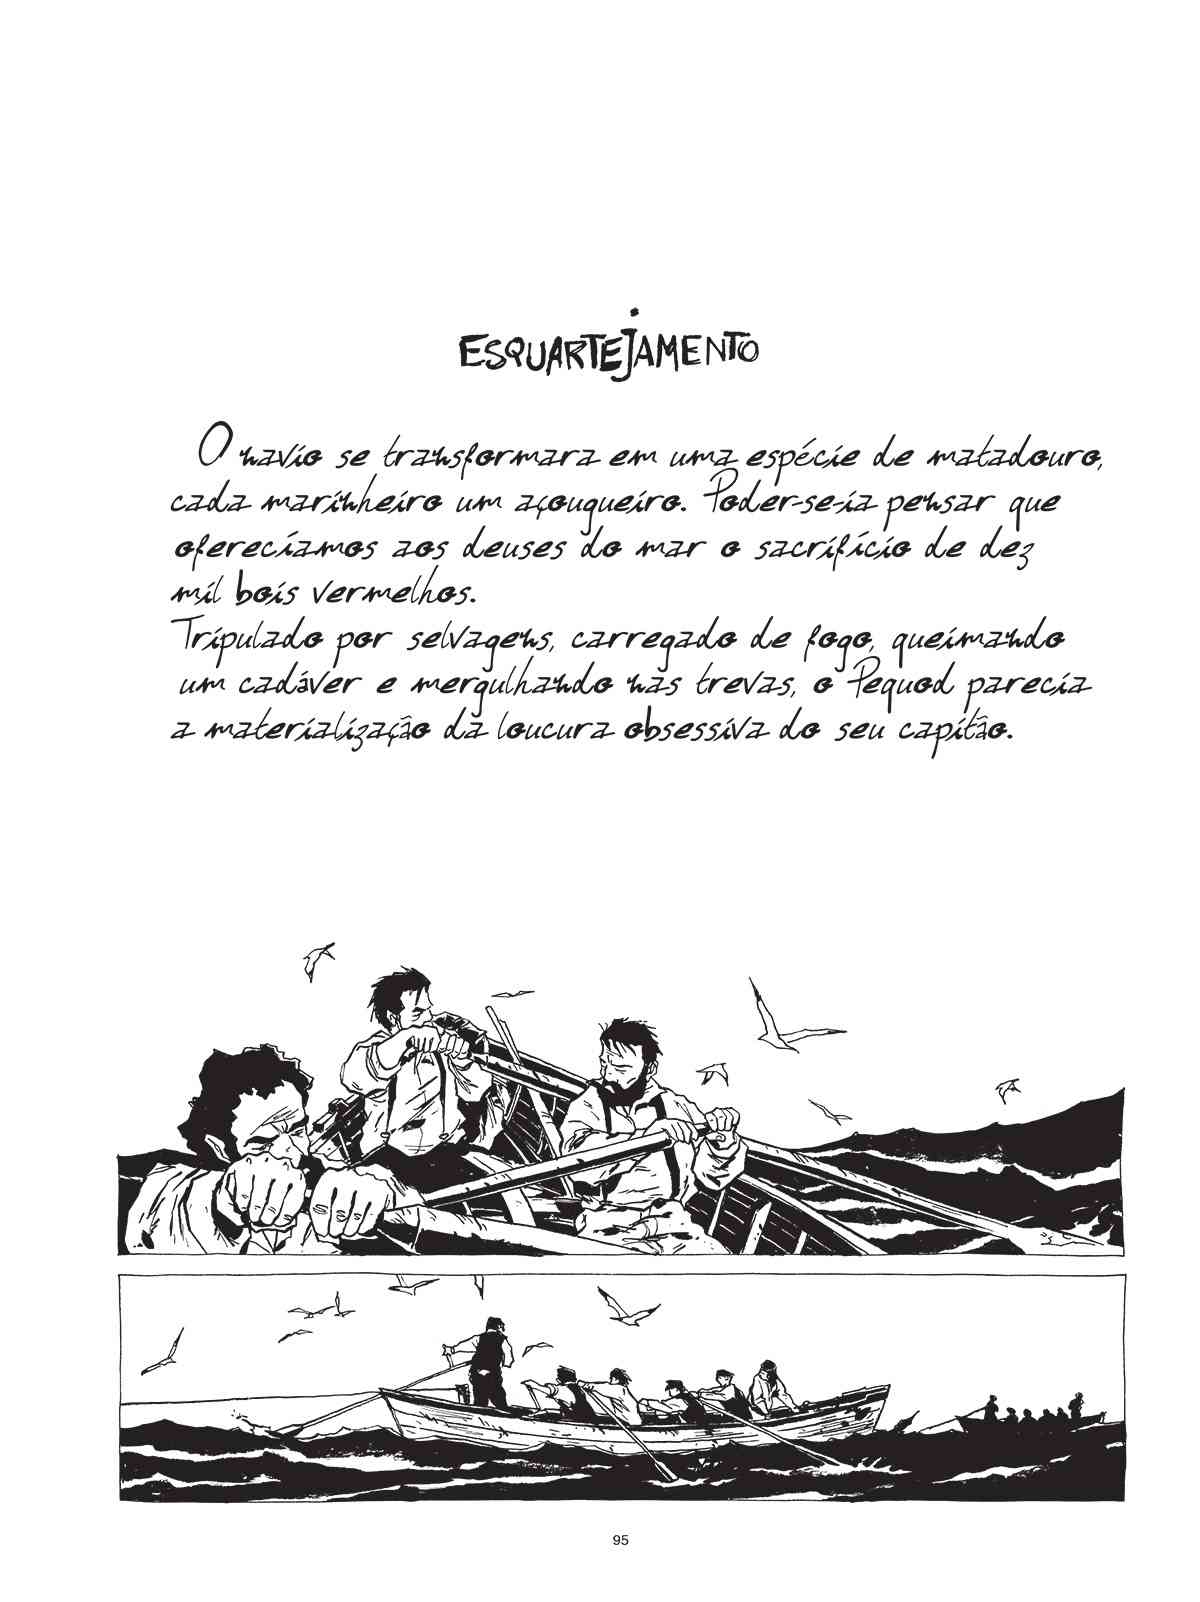 ESQUARTEJAMENTO
O navio se transformara em uma espécie de matadouro,
cada marinheiro um açougueiro. Poder-se-ia pensar que
oferecíamos aos deuses do mar o sacrifício de dez
mil bois vermelhos.
Tripulado por selvagens, carregado de fogo, queimando
um cadáver e mergulhando nas trevas, o Pequod parecia
a materialização da loucura obsessiva do seu capitão.
95